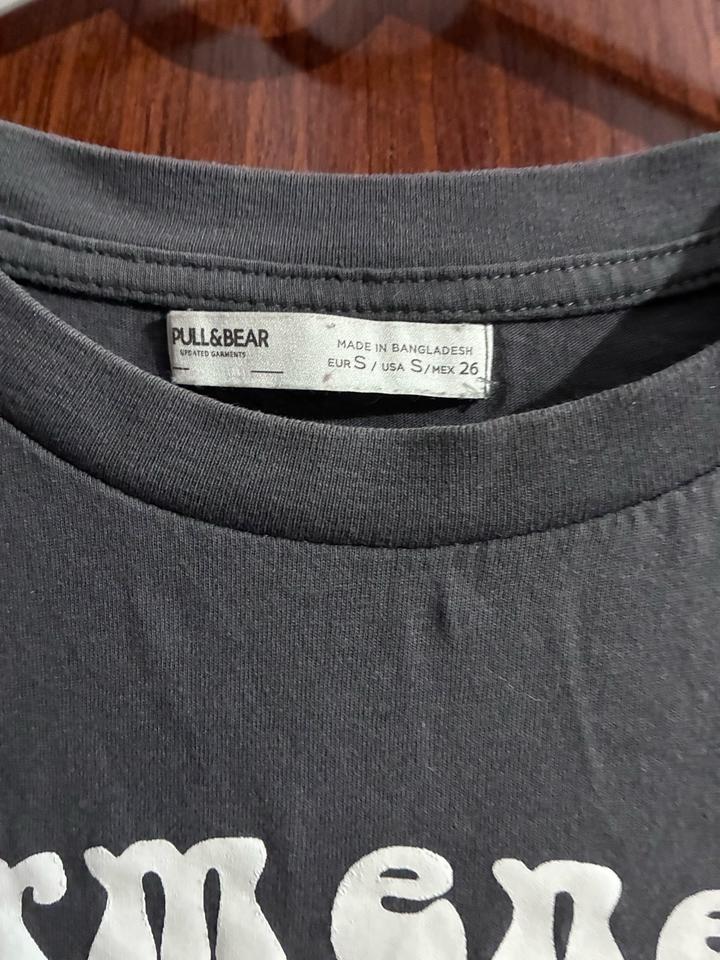 PULL&BEAR
UPDATED GARMENTS
MADE IN BANGLADESH
EUR S / USA S/MEX 26
rmene